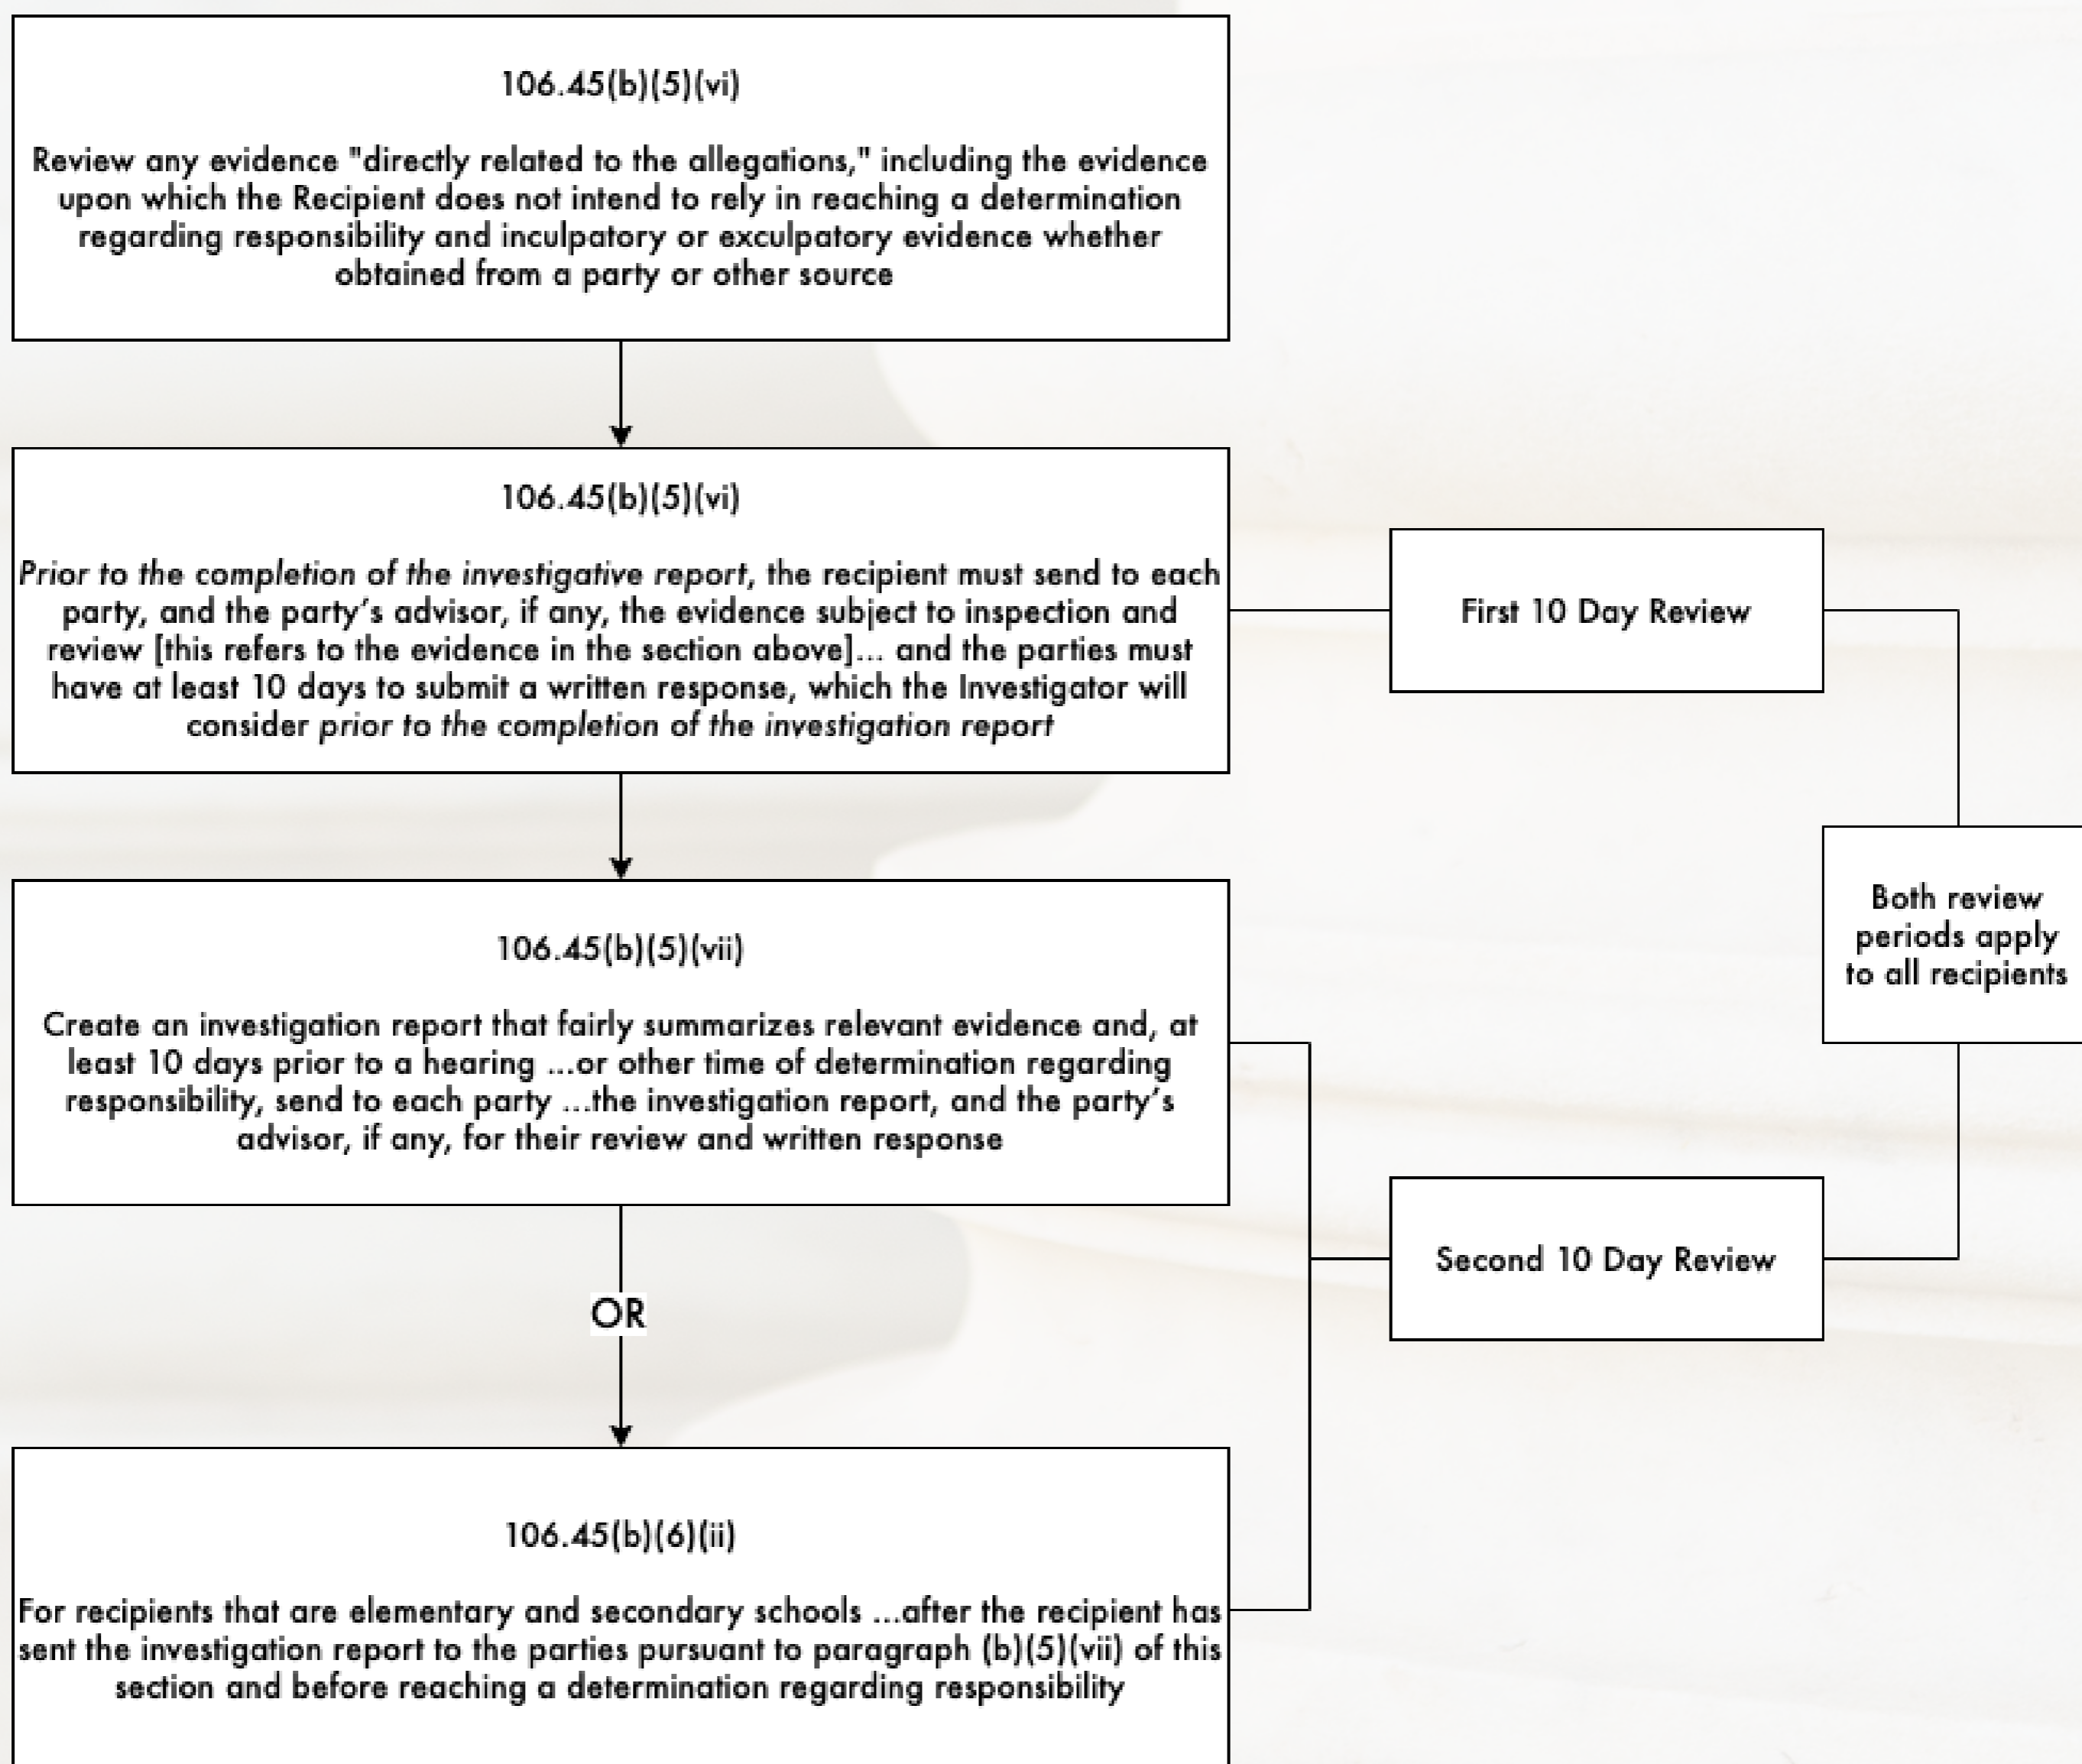 106.45(b)(5)(vi)
Review any evidence "directly related to the allegations," including the evidence
upon which the Recipient does not intend to rely in reaching a determination
regarding responsibility and inculpatory or exculpatory evidence whether
obtained from a party or other source
106.45(b)(5)(vi)
Prior to the completion of the investigative report, the recipient must send to each
party, and the party’s advisor, if any, the evidence subject to inspection and
review [this refers to the evidence in the section above]... and the parties must
have at least 10 days to submit a written response, which the Investigator will
consider prior to the completion of the investigation report
First 10 Day Review
Both review
periods apply
to all recipients
106.45(b)(5)(vii)
Create an investigation report that fairly summarizes relevant evidence and, at
least 10 days prior to a hearing ...or other time of determination regarding
responsibility, send to each party ...the investigation report, and the party’s
advisor, if any, for their review and written response
Second 10 Day Review
OR
106.45(b)(6)(ii)
For recipients that are elementary and secondary schools ...after the recipient has
sent the investigation report to the parties pursuant to paragraph (b)(5)(vii) of this
section and before reaching a determination regarding responsibility